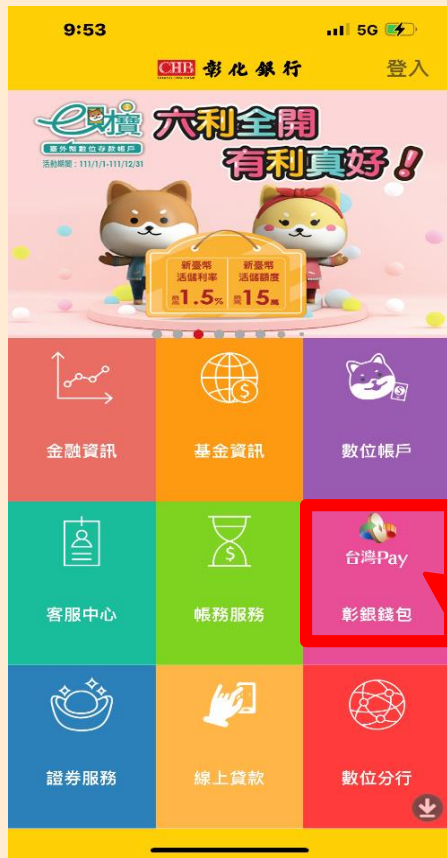 9:53
5G
CHB 彰化銀行
登入
e財寶
臺外幣數位存款帳戶
活動期間：111/1/1-111/12/31
六利全開
有利真好！
新臺幣 新臺幣
活儲利率 活儲額度
最高1.5% 最高15萬
金融資訊
基金資訊
數位帳戶
台灣Pay
客服中心
帳務服務
彰銀錢包
證券服務
線上貸款
數位分行